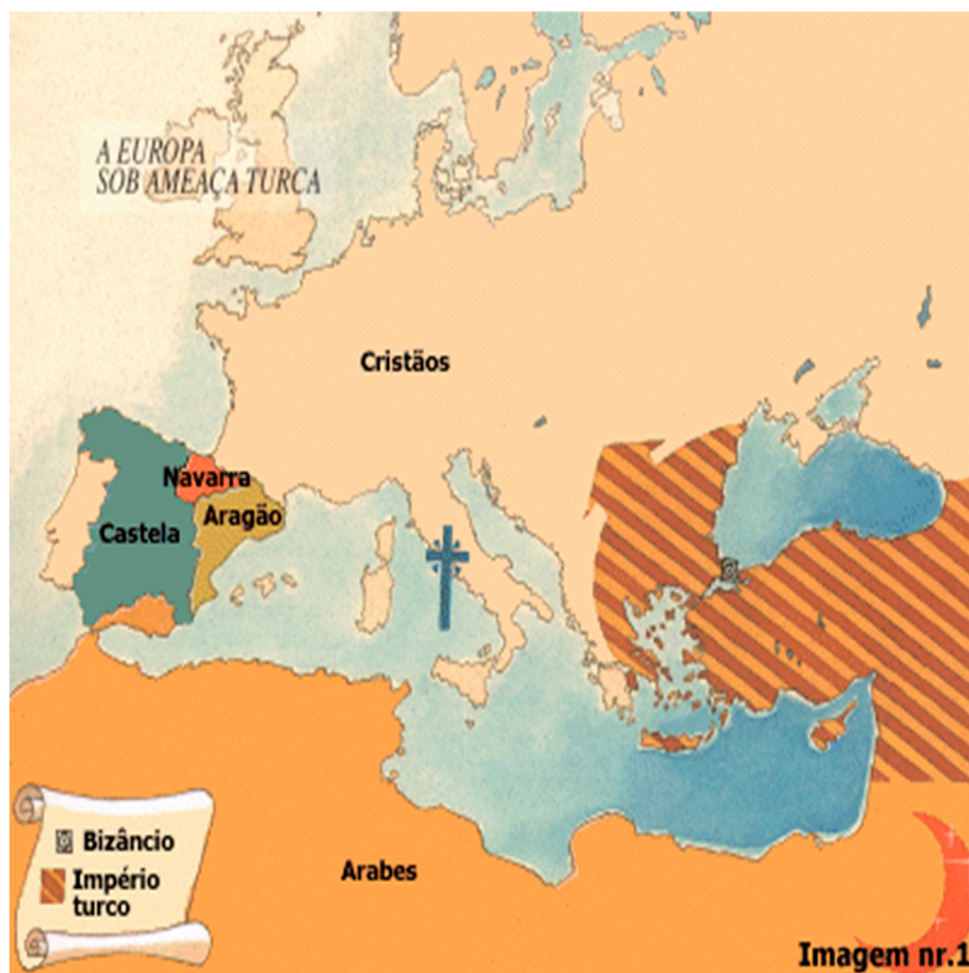 A EUROPA
SOB AMEAÇA TURCA
Cristãos
Navarra
Aragão
Castela
Bizâncio
Império
turco
Arabes
Imagem nr.1